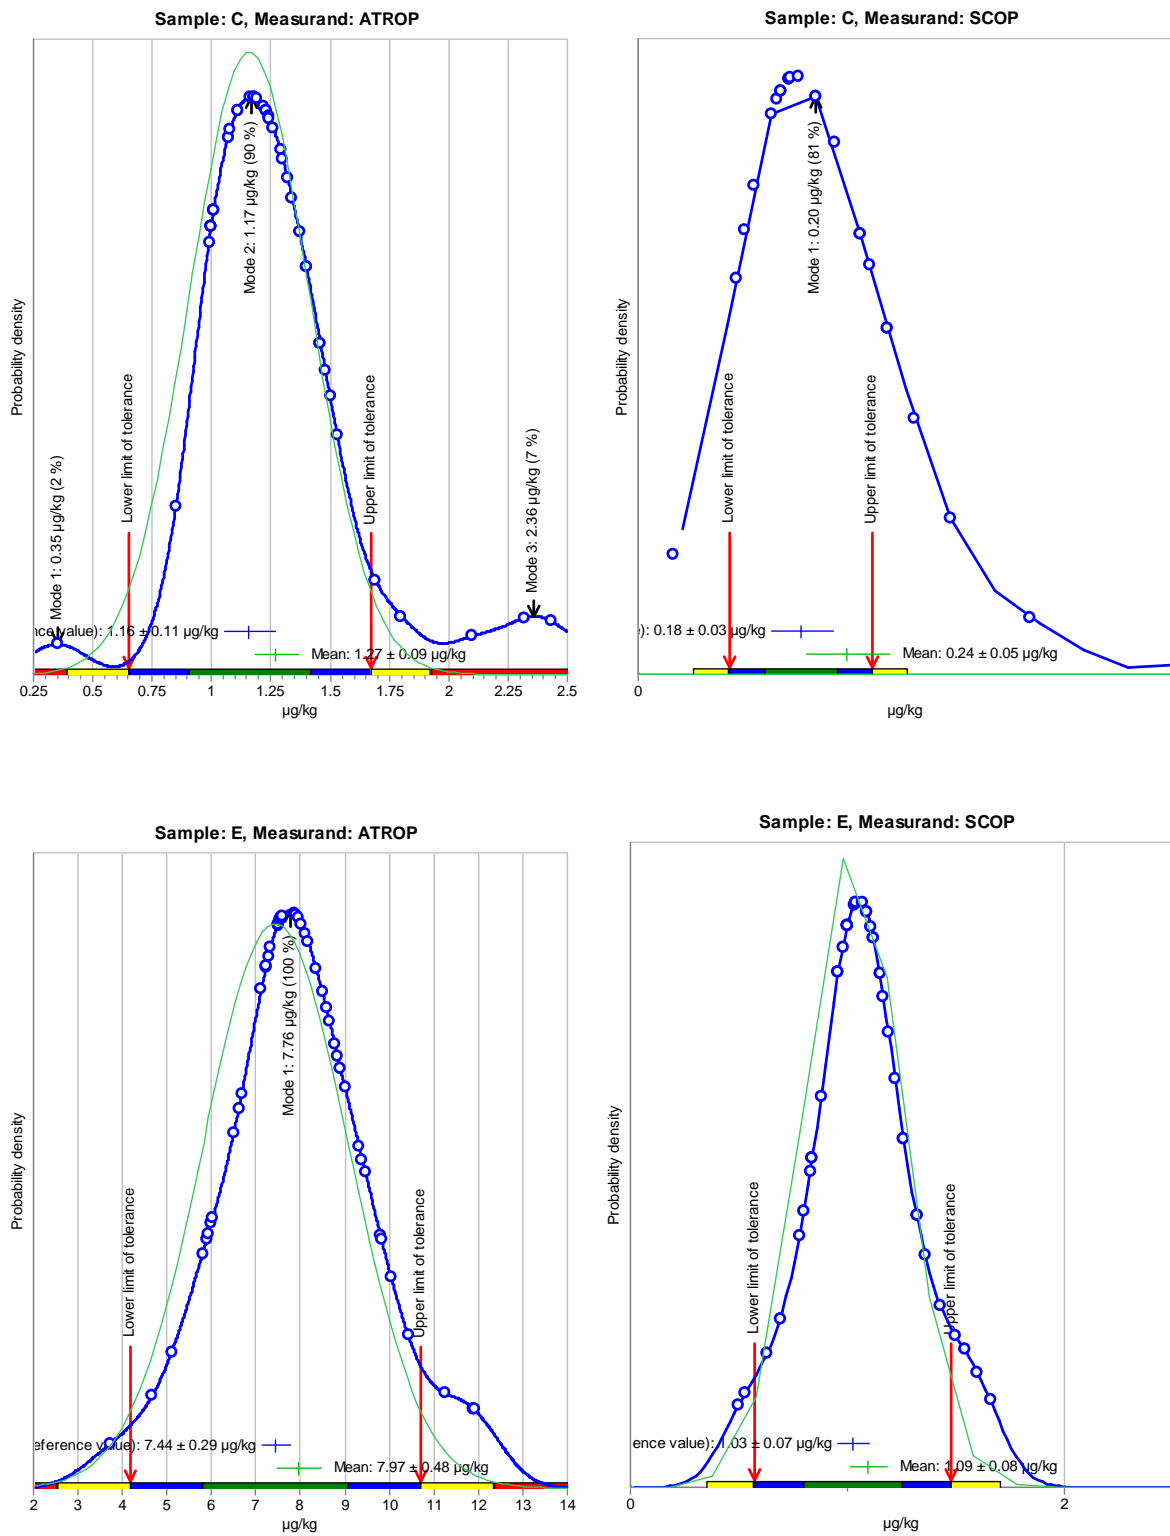 Sample: C, Measurand: ATROP
Probability density
Mode 1: 0.35 µg/kg (2 %)
Lower limit of tolerance
Mode 2: 1.17 µg/kg (90 %)
Upper limit of tolerance
Mode 3: 2.36 µg/kg (7 %)
value): 1.16 ± 0.11 µg/kg
Mean: 1.27 ± 0.09 µg/kg
0.25 0.5 0.75 1 1.25 1.5 1.75 2 2.25 2.5
µg/kg
Sample: C, Measurand: SCOP
Probability density
Lower limit of tolerance
Mode 1: 0.20 µg/kg (81 %)
Upper limit of tolerance
): 0.18 ± 0.03 µg/kg
Mean: 0.24 ± 0.05 µg/kg
0
µg/kg
Sample: E, Measurand: ATROP
Probability density
Lower limit of tolerance
Mode 1: 7.76 µg/kg (100 %)
Upper limit of tolerance
eference value): 7.44 ± 0.29 µg/kg
Mean: 7.97 ± 0.48 µg/kg
2 3 4 5 6 7 8 9 10 11 12 13 14
µg/kg
Sample: E, Measurand: SCOP
Probability density
Lower limit of tolerance
Upper limit of tolerance
ence value): 1.03 ± 0.07 µg/kg
Mean: 1.09 ± 0.08 µg/kg
0 2
µg/kg